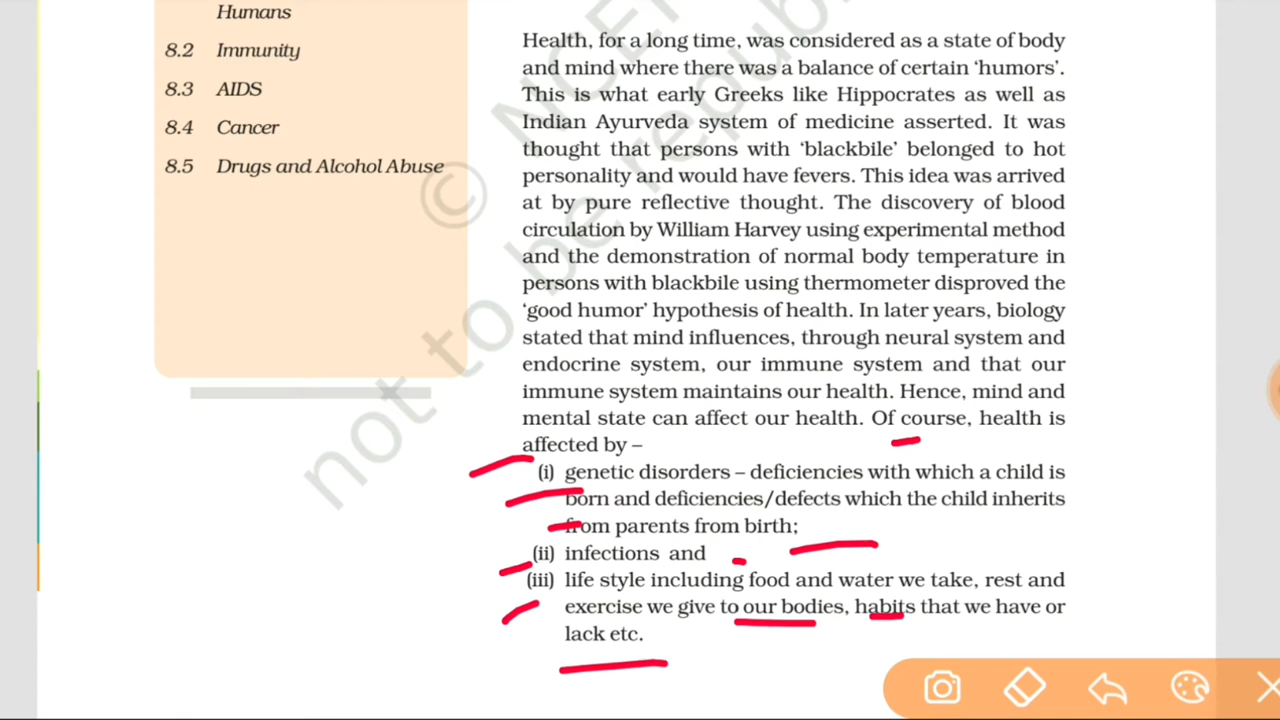 Humans
8.2 Immunity
8.3 AIDS
8.4 Cancer
8.5 Drugs and Alcohol Abuse
Health, for a long time, was considered as a state of body
and mind where there was a balance of certain ‘humors’.
This is what early Greeks like Hippocrates as well as
Indian Ayurveda system of medicine asserted. It was
thought that persons with ‘blackbile’ belonged to hot
personality and would have fevers. This idea was arrived
at by pure reflective thought. The discovery of blood
circulation by William Harvey using experimental method
and the demonstration of normal body temperature in
persons with blackbile using thermometer disproved the
‘good humor’ hypothesis of health. In later years, biology
stated that mind influences, through neural system and
endocrine system, our immune system and that our
immune system maintains our health. Hence, mind and
mental state can affect our health. Of course, health is
affected by –
(i) genetic disorders – deficiencies with which a child is
born and deficiencies/defects which the child inherits
from parents from birth;
(ii) infections and
(iii) life style including food and water we take, rest and
exercise we give to our bodies, habits that we have or
lack etc.
not to be
©